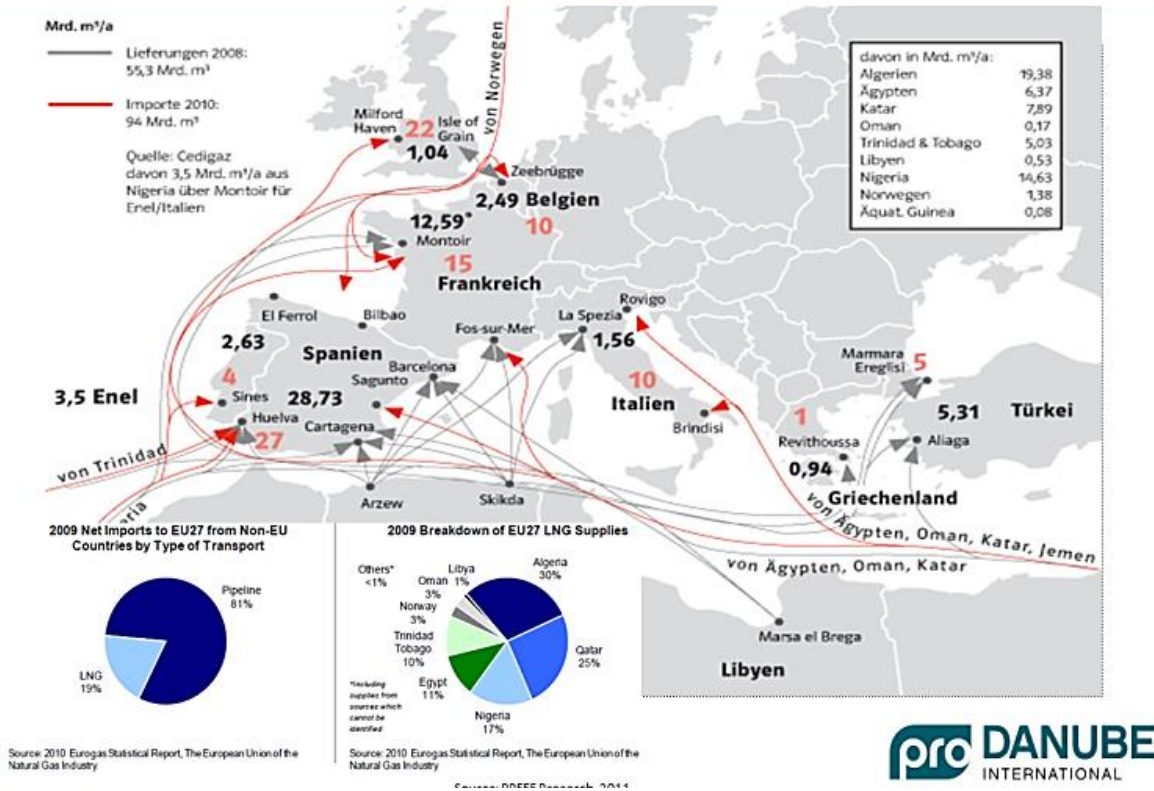 Mrd. m³/a
Lieferungen 2008:
55,3 Mrd. m³
Importe 2010:
94 Mrd. m³
Quelle: Cedigaz
davon 3,5 Mrd. m³/a aus
Nigeria über Montoir für
Enel/Italien
von Norwegen
davon in Mrd. m³/a:
Algerien 19,38
Ägypten 6,37
Katar 7,89
Oman 0,17
Trinidad & Tobago 5,03
Libyen 0,53
Nigeria 14,63
Norwegen 1,38
Äquat. Guinea 0,08
Milford
Haven
22
Isle of
Grain
1,04
Zeebrügge
2,49 Belgien
10
12,59*
Montoir
15
Frankreich
El Ferrol
Bilbao
Fos-sur-Mer
La Spezia
Rovigo
1,56
2,63
Spanien
Barcelona
Sagunto
4
Sines
28,73
Huelva
Cartagena
27
3,5 Enel
10
Italien
Brindisi
Marmara
Ereglisi
5
5,31
Türkei
1
Revithoussa
Aliaga
0,94
Griechenland
von Trinidad
eria
Arzew
Skikda
von Ägypten, Oman, Katar, Jemen
von Ägypten, Oman, Katar
Marsa el Brega
Libyen
2009 Net Imports to EU27 from Non-EU
Countries by Type of Transport
Pipeline
81%
LNG
19%
Source: 2010 Eurogas Statistical Report, The European Union of the
Natural Gas Industry
2009 Breakdown of EU27 LNG Supplies
Others*
<1%
Libya
1%
Oman
3%
Norway
3%
Trinidad
Tobago
10%
Egypt
11%
Nigeria
17%
Qatar
25%
Algeria
30%
*Including
supplies from
sources which
cannot be
identified
Source: 2010 Eurogas Statistical Report, The European Union of the
Natural Gas Industry
Research, 2011
pro DANUBE
INTERNATIONAL